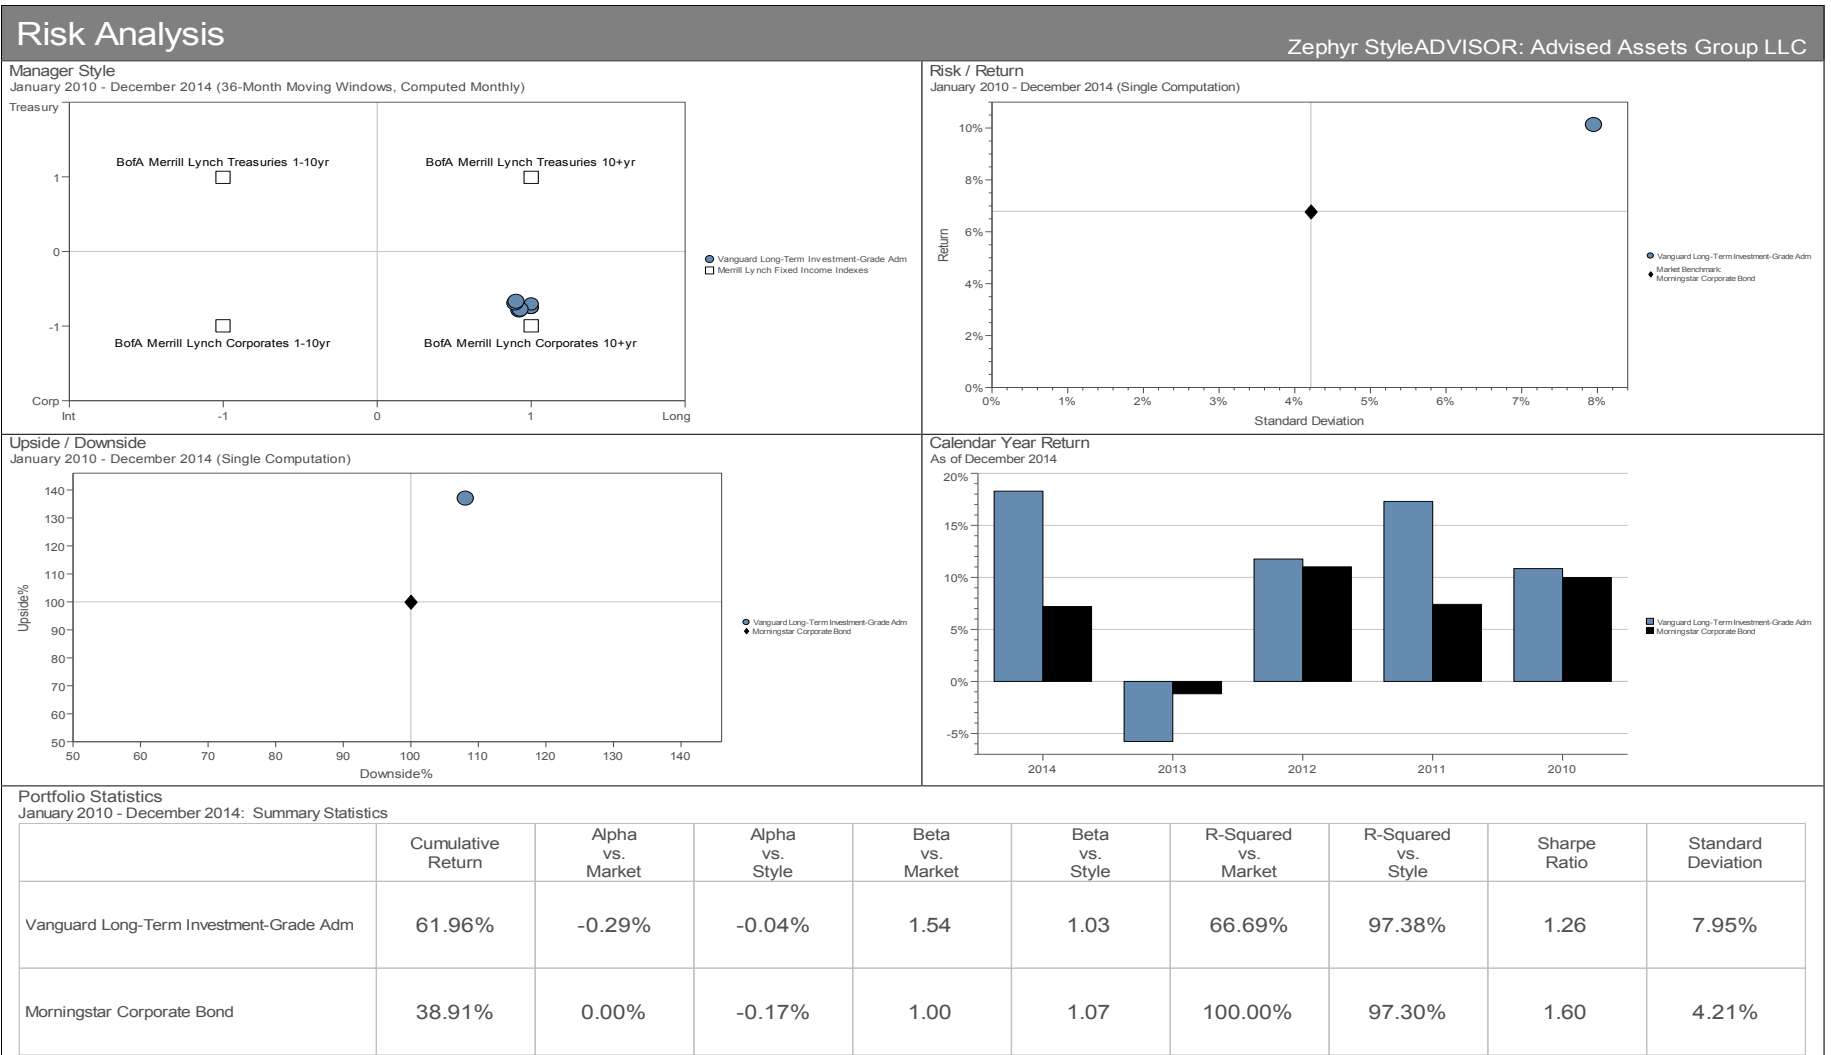 Risk Analysis
Zephyr StyleADVISOR: Advised Assets Group LLC
Manager Style
January 2010 - December 2014 (36-Month Moving Windows, Computed Monthly)
Treasury
1
0
-1
Corp
Int
-1
0
1
Long
BofA Merrill Lynch Treasuries 1-10yr
BofA Merrill Lynch Treasuries 10+yr
BofA Merrill Lynch Corporates 1-10yr
BofA Merrill Lynch Corporates 10+yr
Vanguard Long-Term Investment-Grade Adm
Merrill Lynch Fixed Income Indexes
Risk / Return
January 2010 - December 2014 (Single Computation)
Return
10%
8%
6%
4%
2%
0%
0%
1%
2%
3%
4%
5%
6%
7%
8%
Standard Deviation
Vanguard Long-Term Investment-Grade Adm
Market Benchmark:
Morningstar Corporate Bond
Upside / Downside
January 2010 - December 2014 (Single Computation)
Upside%
140
130
120
110
100
90
80
70
60
50
50
60
70
80
90
100
110
120
130
140
Downside%
Vanguard Long-Term Investment-Grade Adm
Morningstar Corporate Bond
Calendar Year Return
As of December 2014
20%
15%
10%
5%
0%
-5%
2014
2013
2012
2011
2010
Vanguard Long-Term Investment-Grade Adm
Morningstar Corporate Bond
Portfolio Statistics
January 2010 - December 2014: Summary Statistics
Cumulative
Return
Alpha
vs.
Market
Alpha
vs.
Style
Beta
vs.
Market
Beta
vs.
Style
R-Squared
vs.
Market
R-Squared
vs.
Style
Sharpe
Ratio
Standard
Deviation
Vanguard Long-Term Investment-Grade Adm 61.96% -0.29% -0.04% 1.54 1.03 66.69% 97.38% 1.26 7.95%
Morningstar Corporate Bond 38.91% 0.00% -0.17% 1.00 1.07 100.00% 97.30% 1.60 4.21%